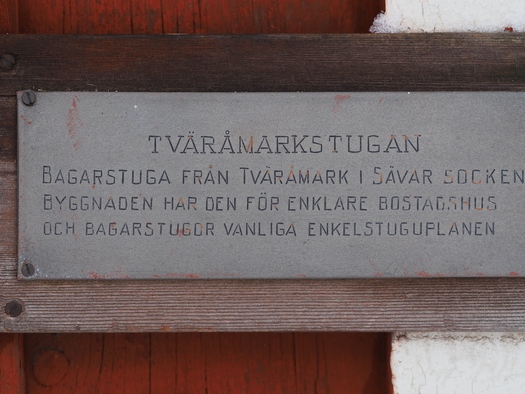 TVÄRÅMARKSTUGAN
BAGARSTUGA FRÅN TVÄRÅMARK I SÄVAR SOCKEN
BYGGNADEN HAR DEN FÖR ENKLARE BOSTADSHUS
OCH BAGARSTUGOR VANLIGA ENKELSTUGUPLANEN